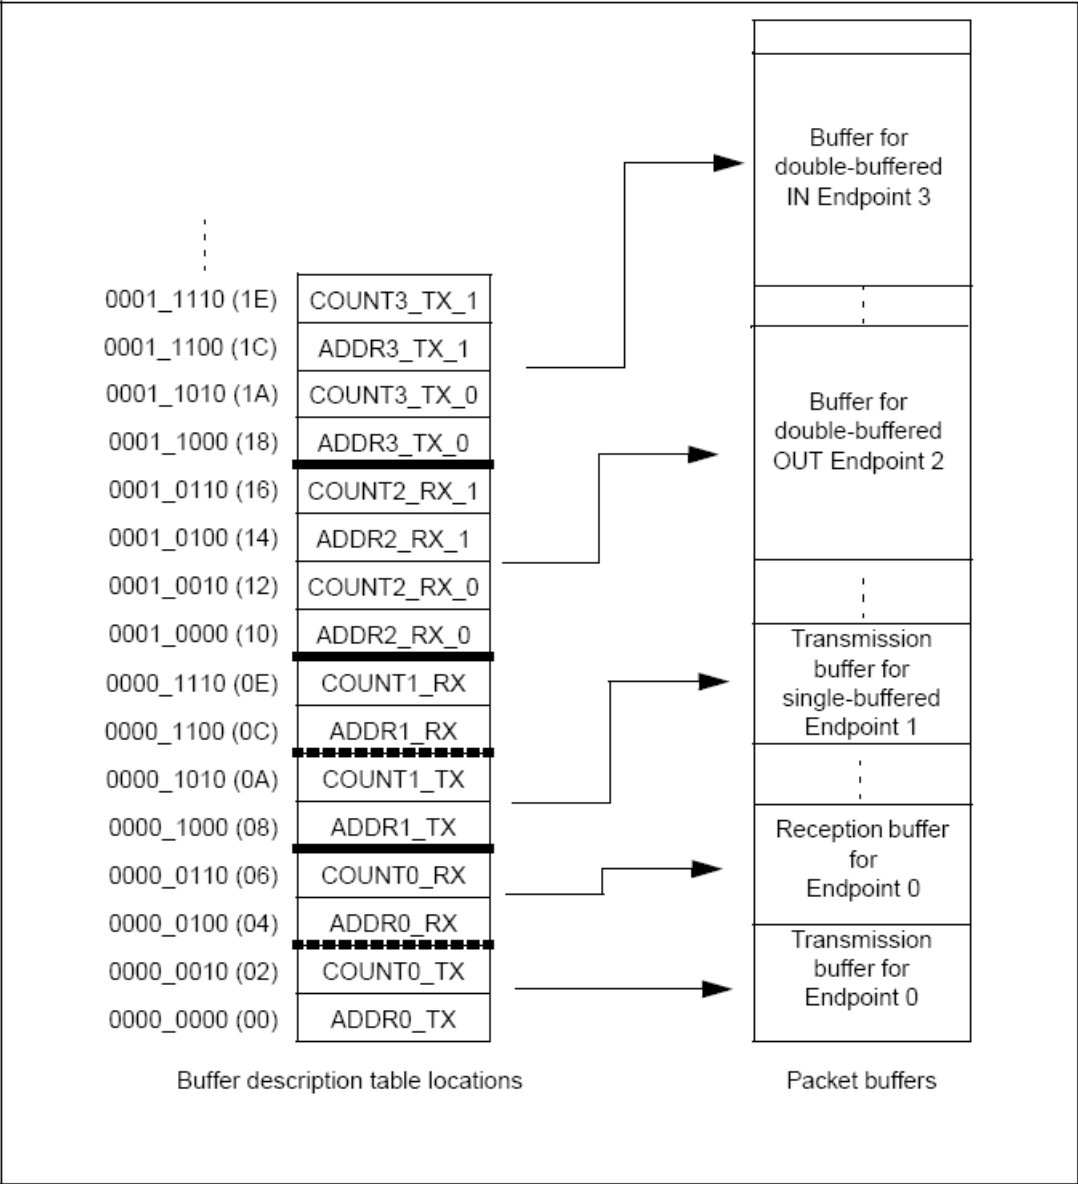 0001_1110 (1E) COUNT3_TX_1
0001_1100 (1C) ADDR3_TX_1
0001_1010 (1A) COUNT3_TX_0
0001_1000 (18) ADDR3_TX_0
0001_0110 (16) COUNT2_RX_1
0001_0100 (14) ADDR2_RX_1
0001_0010 (12) COUNT2_RX_0
0001_0000 (10) ADDR2_RX_0
0000_1110 (0E) COUNT1_RX
0000_1100 (0C) ADDR1_RX
0000_1010 (0A) COUNT1_TX
0000_1000 (08) ADDR1_TX
0000_0110 (06) COUNT0_RX
0000_0100 (04) ADDR0_RX
0000_0010 (02) COUNT0_TX
0000_0000 (00) ADDR0_TX
Buffer description table locations
Buffer for
double-buffered
IN Endpoint 3
Buffer for
double-buffered
OUT Endpoint 2
Transmission
buffer for
single-buffered
Endpoint 1
Reception buffer
for
Endpoint 0
Transmission
buffer for
Endpoint 0
Packet buffers